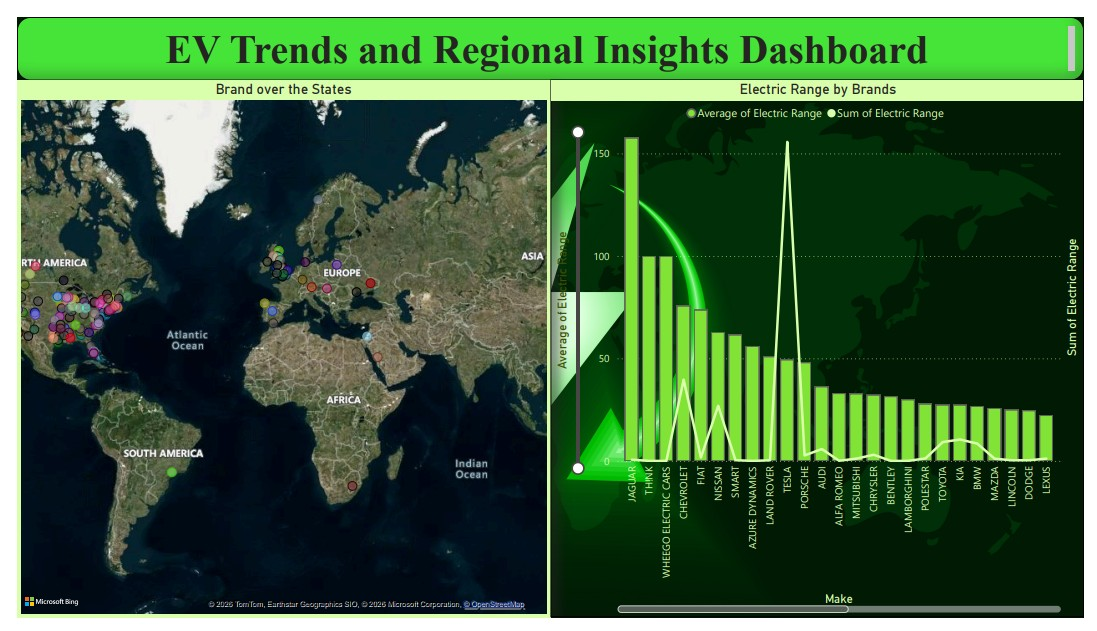 EV Trends and Regional Insights Dashboard
Brand over the States
RTH AMERICA
EUROPE
ASIA
Atlantic
Ocean
AFRICA
SOUTH AMERICA
Indian
Ocean
Microsoft Bing
© 2026 TomTom, Earthstar Geographics SIO, © 2026 Microsoft Corporation, © OpenStreetMap
Electric Range by Brands
Average of Electric Range Sum of Electric Range
Average of Electric Range
150
100
50
0
Sum of Electric Range
JAGUAR
THINK
WHEEGO ELECTRIC CARS
CHEVROLET
FIAT
NISSAN
SMART
AZURE DYNAMICS
LAND ROVER
TESLA
PORSCHE
AUDI
ALFA ROMEO
MITSUBISHI
CHRYSLER
BENTLEY
LAMBORGHINI
POLESTAR
TOYOTA
KIA
BMW
MAZDA
LINCOLN
DODGE
LEXUS
Make